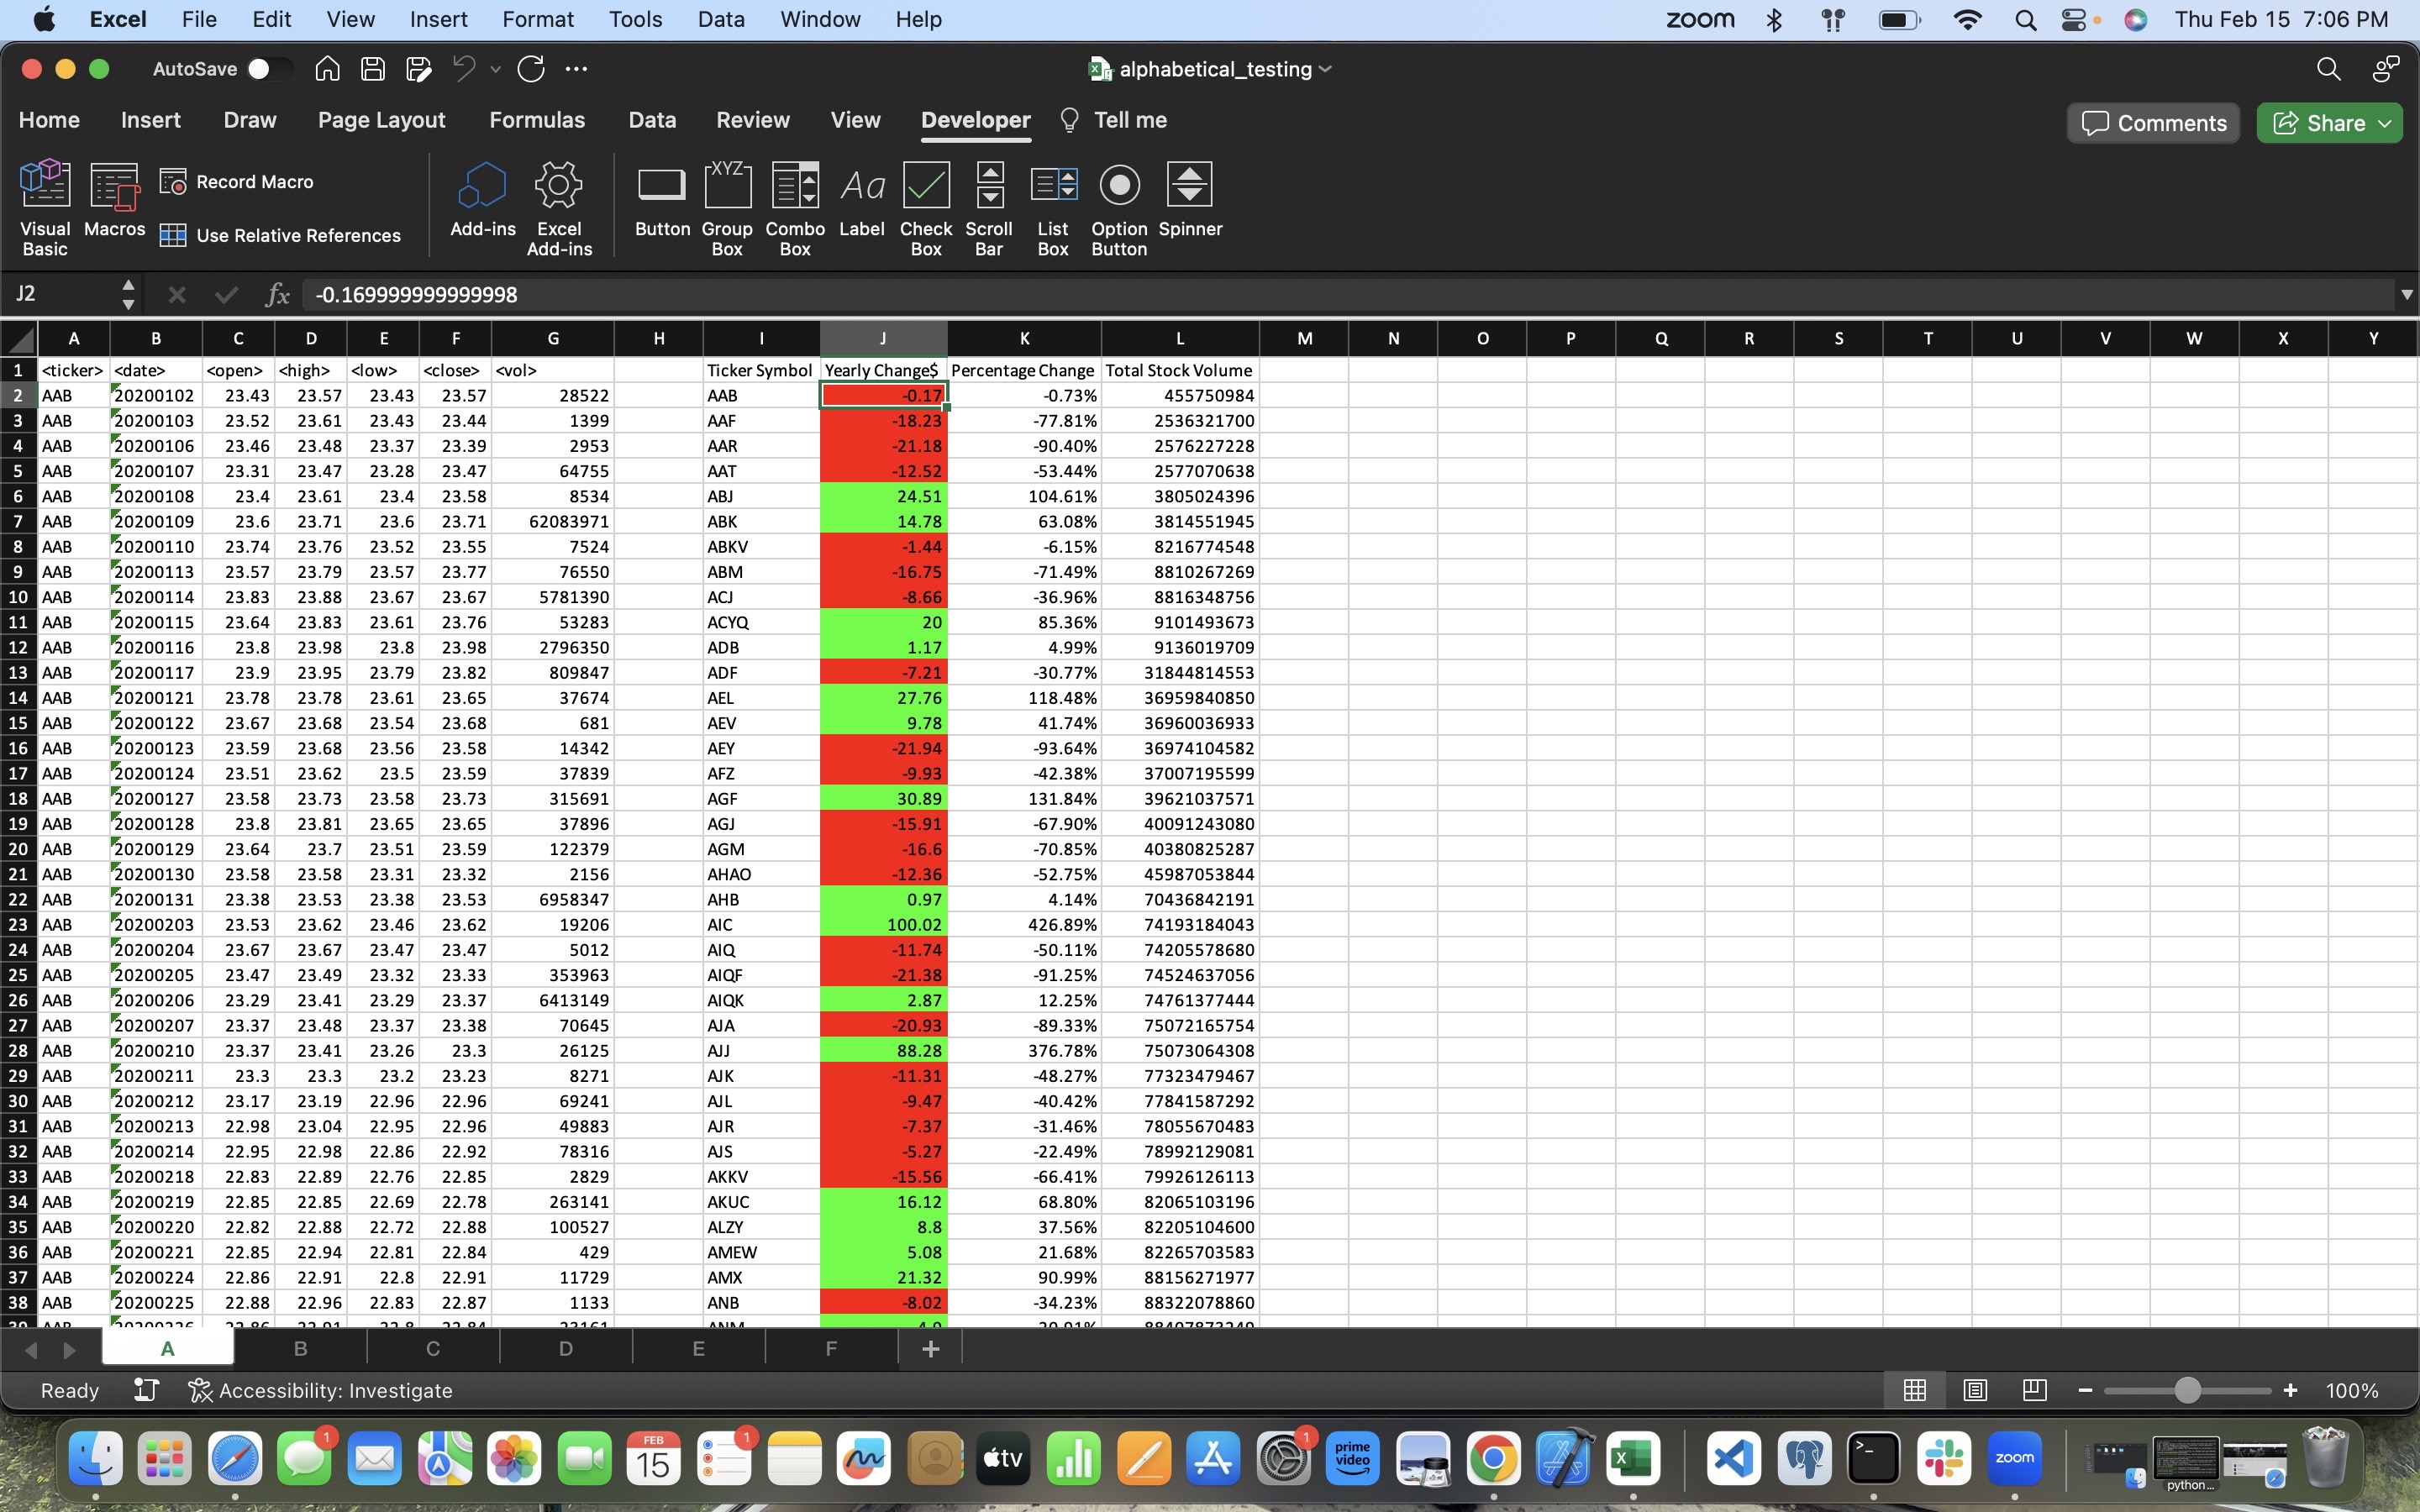 Excel File Edit View Insert Format Tools Data Window Help zoom Thu Feb 15 7:06 PM
AutoSave alphabetical_testing
Home Insert Draw Page Layout Formulas Data Review View Developer Tell me Comments Share
Record Macro XYZ Aa
Visual Basic Macros Use Relative References Add-ins Excel Add-ins Button Group Box Combo Box Label Check Box Scroll Bar List Box Option Button Spinner
J2 fx -0.169999999999998
A B C D E F G H I J K L M N O P Q R S T U V W X Y
1 <ticker> <date> <open> <high> <low> <close> <vol> Ticker Symbol Yearly Change$ Percentage Change Total Stock Volume
2 AAB 20200102 23.43 23.57 23.43 23.57 28522 AAB -0.17 -0.73% 455750984
3 AAB 20200103 23.52 23.61 23.43 23.44 1399 AAF -18.23 -77.81% 2536321700
4 AAB 20200106 23.46 23.48 23.37 23.39 2953 AAR -21.18 -90.40% 2576227228
5 AAB 20200107 23.31 23.47 23.28 23.47 64755 AAT -12.52 -53.44% 2577070638
6 AAB 20200108 23.4 23.61 23.4 23.58 8534 ABJ 24.51 104.61% 3805024396
7 AAB 20200109 23.6 23.71 23.6 23.71 62083971 ABK 14.78 63.08% 3814551945
8 AAB 20200110 23.74 23.76 23.52 23.55 7524 ABKV -1.44 -6.15% 8216774548
9 AAB 20200113 23.57 23.79 23.57 23.77 76550 ABM -16.75 -71.49% 8810267269
10 AAB 20200114 23.83 23.88 23.67 23.67 5781390 ACJ -8.66 -36.96% 8816348756
11 AAB 20200115 23.64 23.83 23.61 23.76 53283 ACYQ 20 85.36% 9101493673
12 AAB 20200116 23.8 23.98 23.8 23.98 2796350 ADB 1.17 4.99% 9136019709
13 AAB 20200117 23.9 23.95 23.79 23.82 809847 ADF -7.21 -30.77% 31844814553
14 AAB 20200121 23.78 23.78 23.61 23.65 37674 AEL 27.76 118.48% 36959840850
15 AAB 20200122 23.67 23.68 23.54 23.68 681 AEV 9.78 41.74% 36960036933
16 AAB 20200123 23.59 23.68 23.56 23.58 14342 AEY -21.94 -93.64% 36974104582
17 AAB 20200124 23.51 23.62 23.5 23.59 37839 AFZ -9.93 -42.38% 37007195599
18 AAB 20200127 23.58 23.73 23.58 23.73 315691 AGF 30.89 131.84% 39621037571
19 AAB 20200128 23.8 23.81 23.65 23.65 37896 AGJ -15.91 -67.90% 40091243080
20 AAB 20200129 23.64 23.7 23.51 23.59 122379 AGM -16.6 -70.85% 40380825287
21 AAB 20200130 23.58 23.58 23.31 23.32 2156 AHAO -12.36 -52.75% 45987053844
22 AAB 20200131 23.38 23.53 23.38 23.53 6958347 AHB 0.97 4.14% 70436842191
23 AAB 20200203 23.53 23.62 23.46 23.62 19206 AIC 100.02 426.89% 74193184043
24 AAB 20200204 23.67 23.67 23.47 23.47 5012 AIQ -11.74 -50.11% 74205578680
25 AAB 20200205 23.47 23.49 23.32 23.33 353963 AIQF -21.38 -91.25% 74524637056
26 AAB 20200206 23.29 23.41 23.29 23.37 6413149 AIQK 2.87 12.25% 74761377444
27 AAB 20200207 23.37 23.48 23.37 23.38 70645 AJA -20.93 -89.33% 75072165754
28 AAB 20200210 23.37 23.41 23.26 23.3 26125 AJJ 88.28 376.78% 75073064308
29 AAB 20200211 23.3 23.3 23.2 23.23 8271 AJK -11.31 -48.27% 77323479467
30 AAB 20200212 23.17 23.19 22.96 22.96 69241 AJL -9.47 -40.42% 77841587292
31 AAB 20200213 22.98 23.04 22.95 22.96 49883 AJR -7.37 -31.46% 78055670483
32 AAB 20200214 22.95 22.98 22.86 22.92 78316 AJS -5.27 -22.49% 78992129081
33 AAB 20200218 22.83 22.89 22.76 22.85 2829 AKKV -15.56 -66.41% 79926126113
34 AAB 20200219 22.85 22.85 22.69 22.78 263141 AKUC 16.12 68.80% 82065103196
35 AAB 20200220 22.82 22.88 22.72 22.88 100527 ALZY 8.8 37.56% 82205104600
36 AAB 20200221 22.85 22.94 22.81 22.84 429 AMEW 5.08 21.68% 82265703583
37 AAB 20200224 22.86 22.91 22.8 22.91 11729 AMX 21.32 90.99% 88156271977
38 AAB 20200225 22.88 22.96 22.83 22.87 1133 ANB -8.02 -34.23% 88322078860
A B C D E F +
Ready Accessibility: Investigate 100%
1 FEB 15 1 tv 1 prime video zoom python...